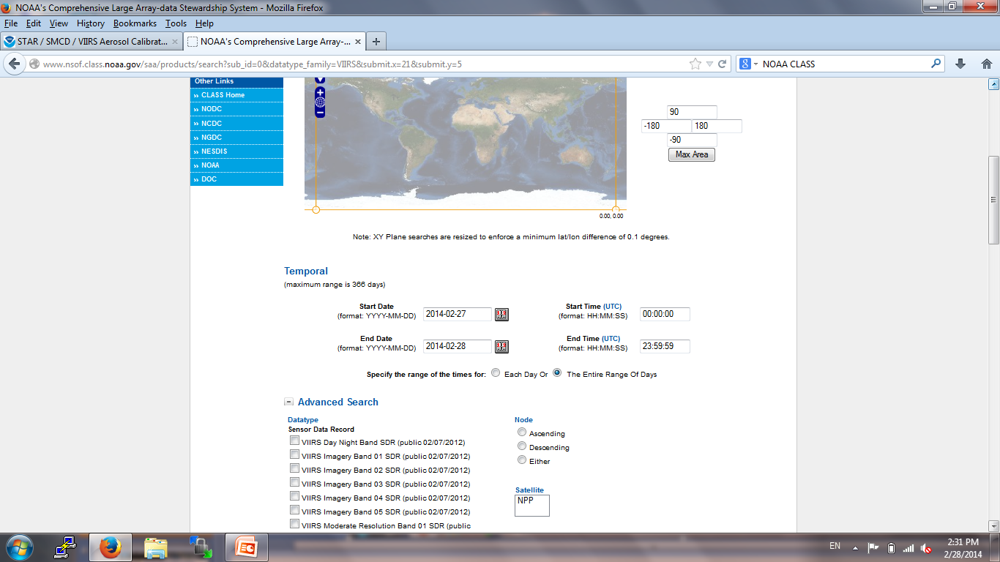 NOAA's Comprehensive Large Array-data Stewardship System - Mozilla Firefox
File Edit View History Bookmarks Tools Help
STAR / SMCD / VIIRS Aerosol Calibrat... × NOAA's Comprehensive Large Array-... × +
www.nsof.class.noaa.gov/saa/products/search?sub_id=0&datatype_family=VIIRS&submit.x=21&submit.y=5
8 NOAA CLASS
Other Links
» CLASS Home
» NODC
» NCDC
» NGDC
» NESDIS
» NOAA
» DOC
90
-180 180
-90
Max Area
0.00, 0.00
Note: XY Plane searches are resized to enforce a minimum lat/lon difference of 0.1 degrees.
Temporal
(maximum range is 366 days)
Start Date
(format: YYYY-MM-DD) 2014-02-27
Start Time (UTC)
(format: HH:MM:SS) 00:00:00
End Date
(format: YYYY-MM-DD) 2014-02-28
End Time (UTC)
(format: HH:MM:SS) 23:59:59
Specify the range of the times for: Each Day Or The Entire Range Of Days
Advanced Search
Datatype
Sensor Data Record
VIIRS Day Night Band SDR (public 02/07/2012)
VIIRS Imagery Band 01 SDR (public 02/07/2012)
VIIRS Imagery Band 02 SDR (public 02/07/2012)
VIIRS Imagery Band 03 SDR (public 02/07/2012)
VIIRS Imagery Band 04 SDR (public 02/07/2012)
VIIRS Imagery Band 05 SDR (public 02/07/2012)
VIIRS Moderate Resolution Band 01 SDR (public
Node
Ascending
Descending
Either
Satellite
NPP
EN
2:31 PM
2/28/2014